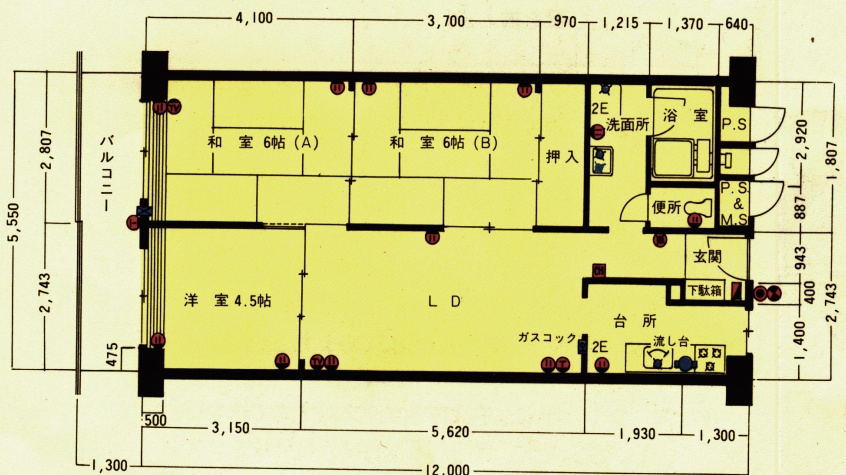 4,100 3,700 970 1,215 1,370 640
2E
浴室
P.S
洗面所
和室 6帖 (A)
和室 6帖 (B)
押入
P.S
&
M.S
便所
バルコニー
玄関
下駄箱
洋室 4.5帖
L D
台所
流し台
ガスコック
2E
CH
TV
TV
T
5,550
2,807
2,743
475
500
2,920
887
1,807
943
400
1,400
2,743
3,150 5,620 1,930 1,300
1,300 12,000